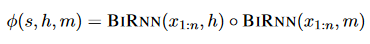 ϕ(s, h, m) = BIRNN(x₁:ₙ, h) ∘ BIRNN(x₁:ₙ, m)